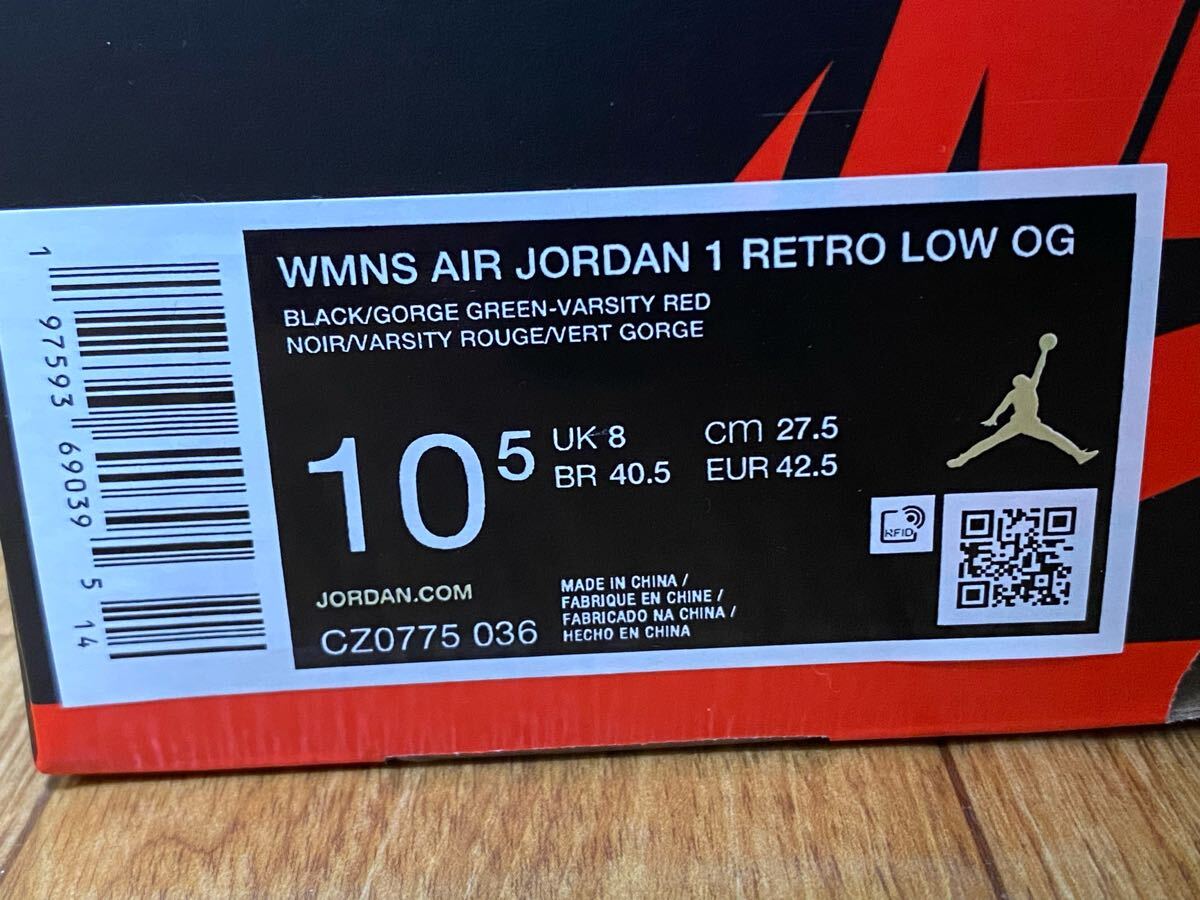 WMNS AIR JORDAN 1 RETRO LOW OG
BLACK/GORGE GREEN-VARSITY RED
NOIR/VARSITY ROUGE/VERT GORGE
10 5
UK 8
CM 27.5
BR 40.5
EUR 42.5
RFID
JORDAN.COM
CZ0775 036
MADE IN CHINA /
FABRIQUE EN CHINE /
FABRICADO NA CHINA /
HECHO EN CHINA
1 97593 69039 5 14